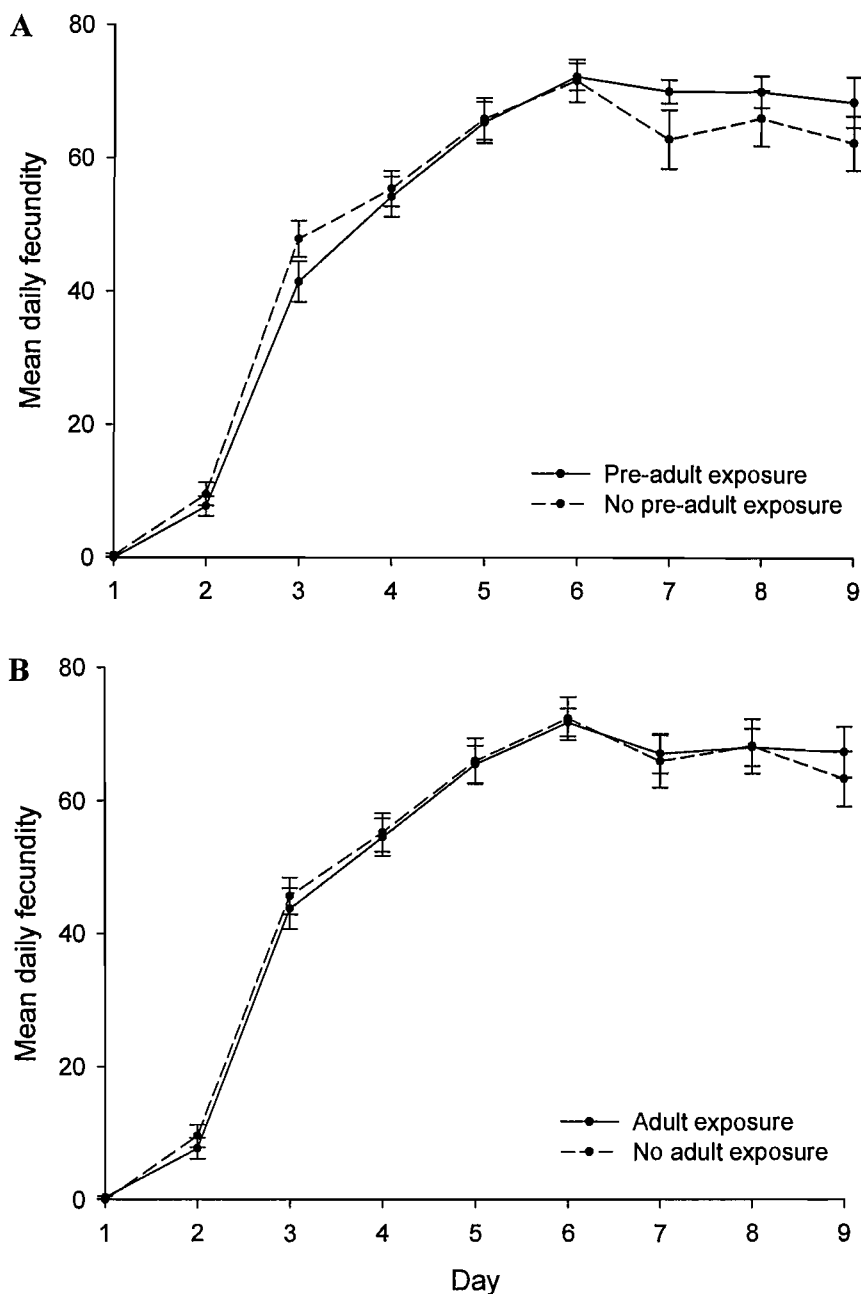 A
Mean daily fecundity
80
60
40
20
0
Pre-adult exposure
No pre-adult exposure
1 2 3 4 5 6 7 8 9
B
Mean daily fecundity
80
60
40
20
0
Adult exposure
No adult exposure
1 2 3 4 5 6 7 8 9
Day